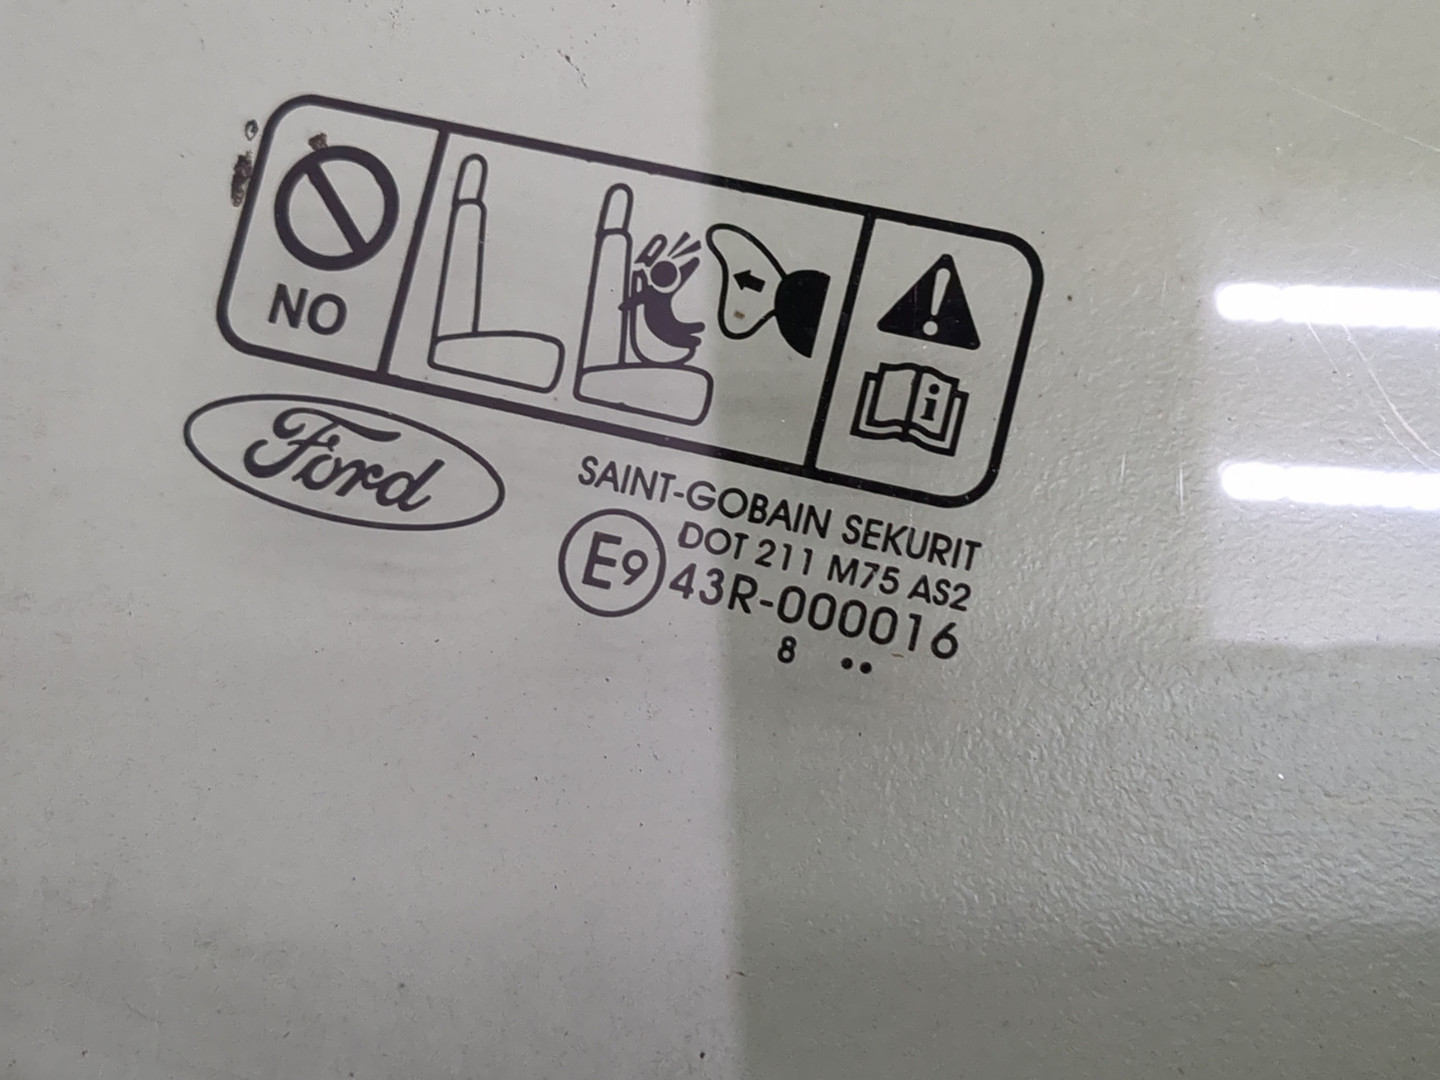 NO
Ford
SAINT-GOBAIN SEKURIT
DOT 211 M75 AS2
E9 43R-000016
8 ••